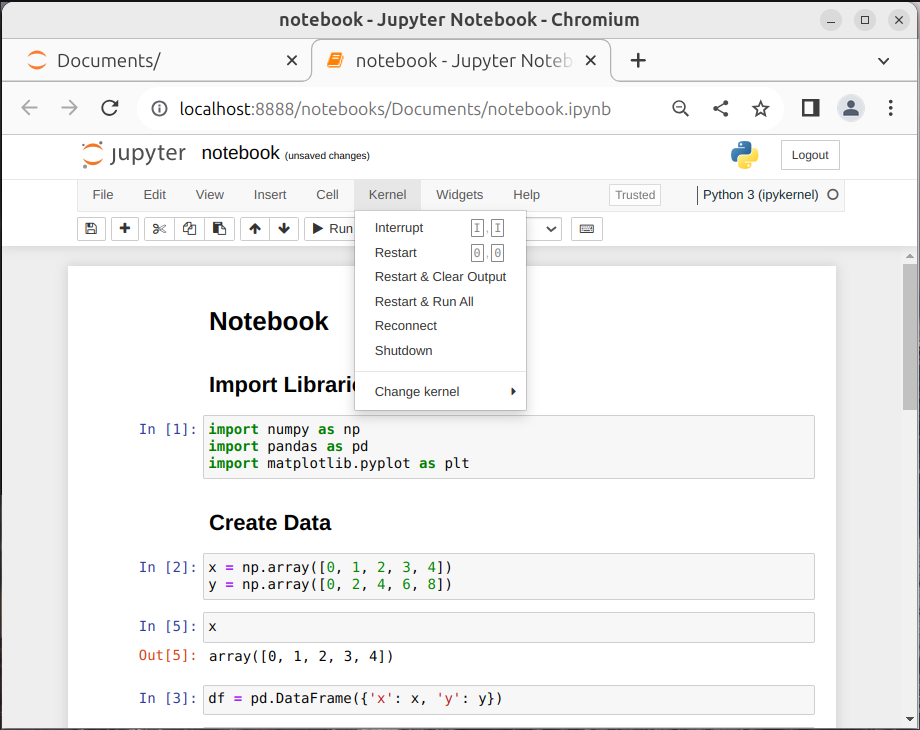 notebook - Jupyter Notebook - Chromium
Documents/
notebook - Jupyter Noteb
localhost:8888/notebooks/Documents/notebook.ipynb
jupyter notebook (unsaved changes) Logout
File Edit View Insert Cell Kernel Widgets Help Trusted Python 3 (ipykernel)
Run
Interrupt I,I
Restart 0,0
Restart & Clear Output
Restart & Run All
Reconnect
Shutdown
Change kernel
Notebook
Import Librari
In [1]: import numpy as np
import pandas as pd
import matplotlib.pyplot as plt
Create Data
In [2]: x = np.array([0, 1, 2, 3, 4])
y = np.array([0, 2, 4, 6, 8])
In [5]: x
Out[5]: array([0, 1, 2, 3, 4])
In [3]: df = pd.DataFrame({'x': x, 'y': y})